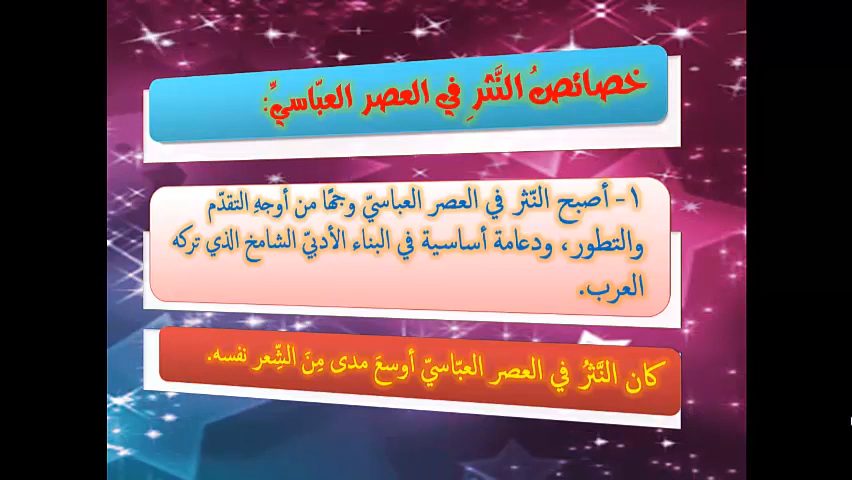 خصائصُ النَّثرِ في العصر العبّاسيِّ:
١- أصبح النّثر في العصر العباسيّ وجهًا من أوجهِ التقدّم
والتطور، ودعامة أساسية في البناء الأدبيّ الشامخ الذي تركه
العرب.
كان النَّثرُ في العصر العبّاسيّ أوسعَ مدى مِنَ الشِّعر نفسه.